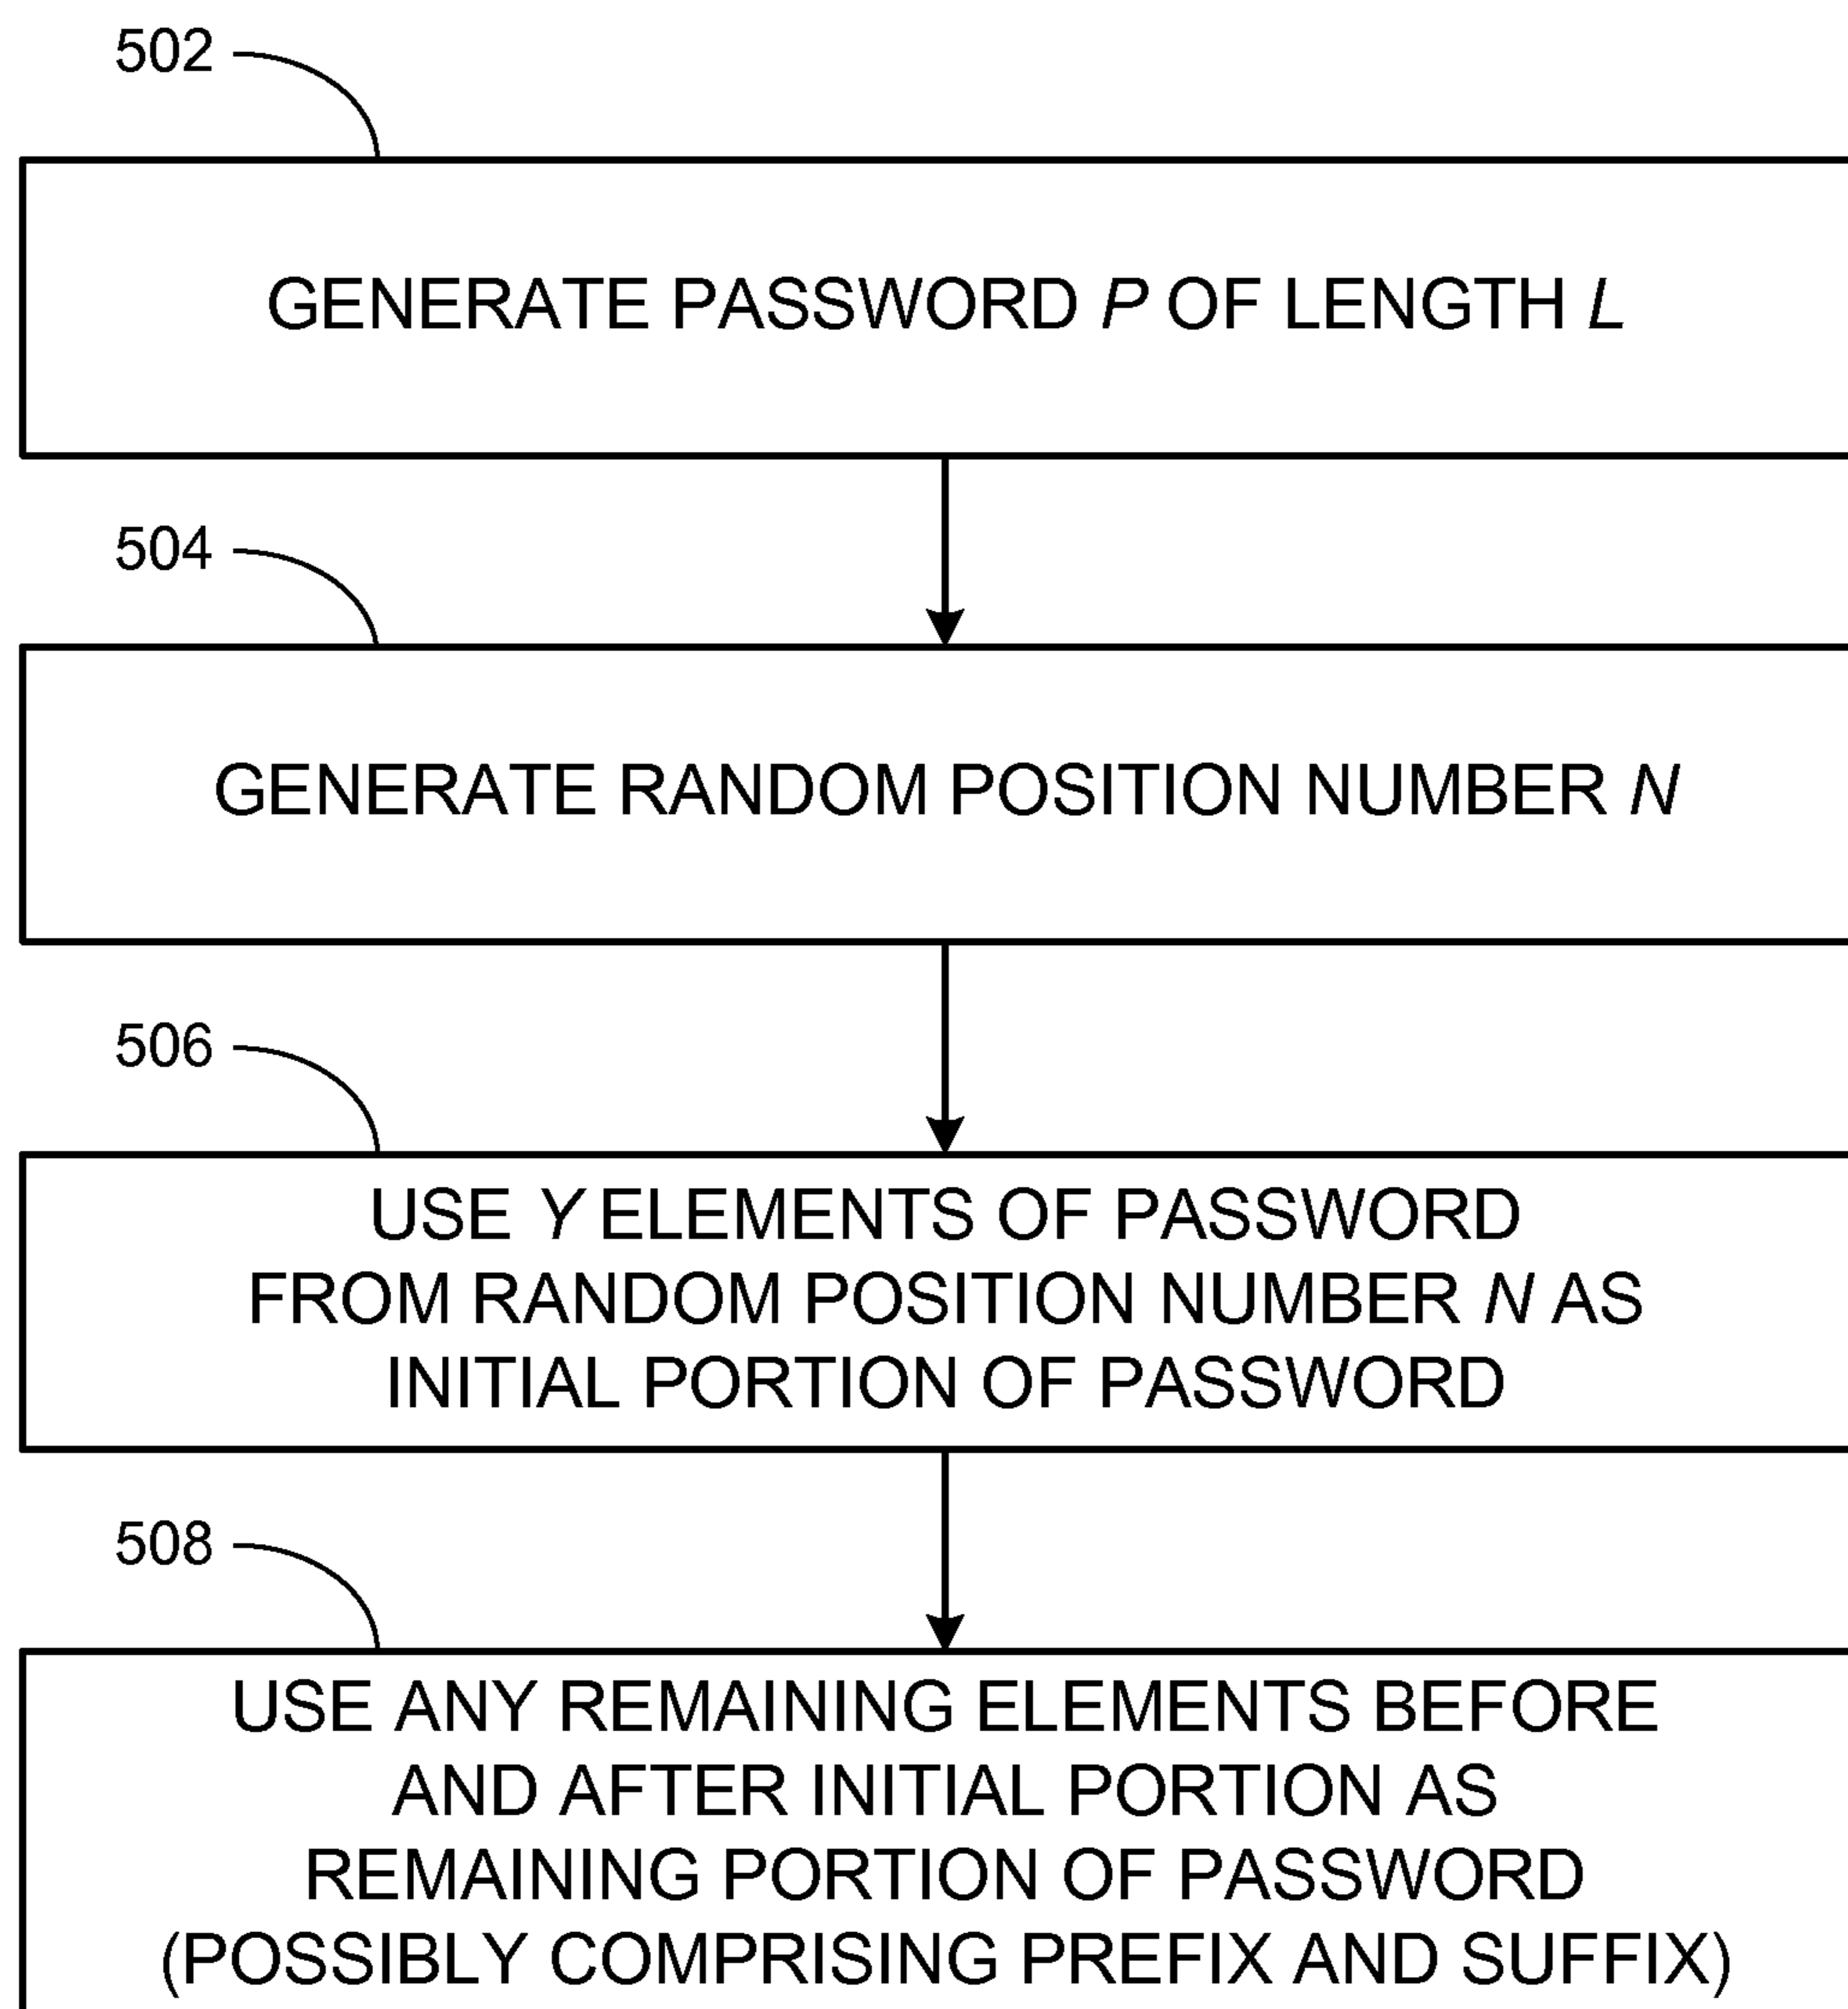 502
GENERATE PASSWORD P OF LENGTH L
504
GENERATE RANDOM POSITION NUMBER N
506
USE Y ELEMENTS OF PASSWORD
FROM RANDOM POSITION NUMBER N AS
INITIAL PORTION OF PASSWORD
508
USE ANY REMAINING ELEMENTS BEFORE
AND AFTER INITIAL PORTION AS
REMAINING PORTION OF PASSWORD
(POSSIBLY COMPRISING PREFIX AND SUFFIX)